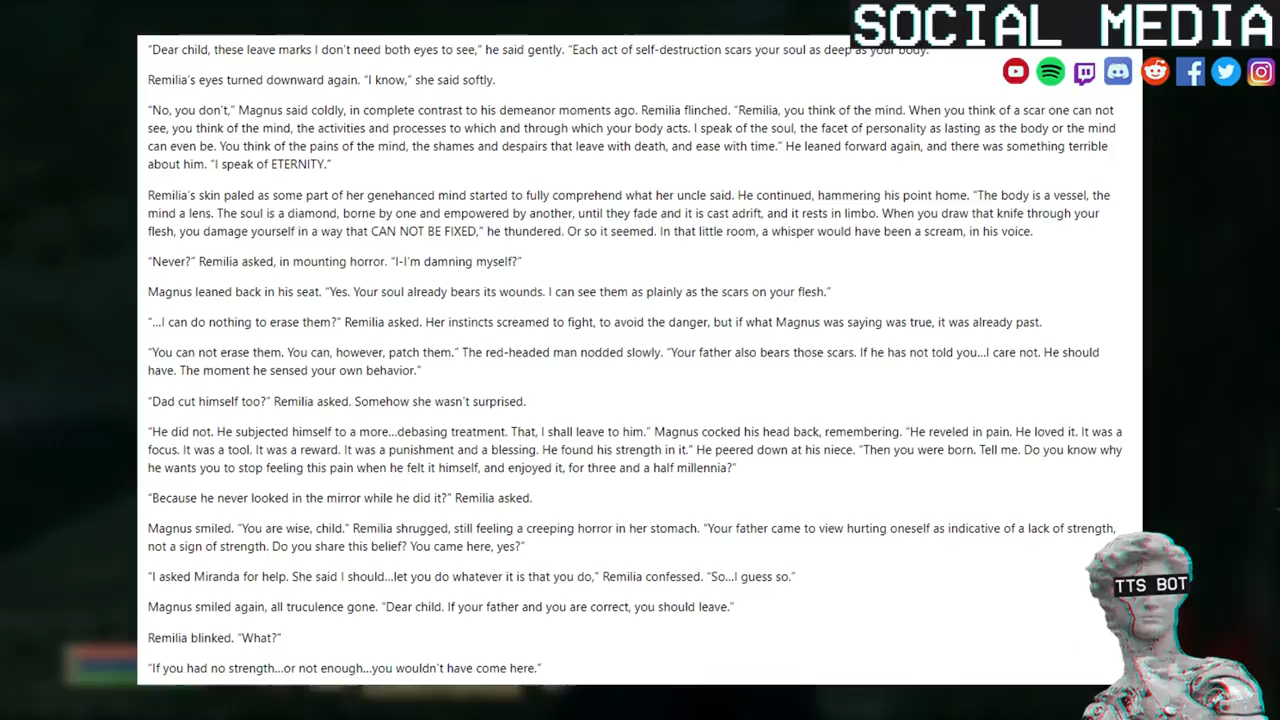 SOCIAL MEDIA
“Dear child, these leave marks I don’t need both eyes to see,” he said gently. “Each act of self-destruction scars your soul as deep as your body.
Remilia’s eyes turned downward again. “I know,” she said softly.
“No, you don’t,” Magnus said coldly, in complete contrast to his demeanor moments ago. Remilia flinched. “Remilia, you think of the mind. When you think of a scar one can not
see, you think of the mind, the activities and processes to which and through which your body acts. I speak of the soul, the facet of personality as lasting as the body or the mind
can even be. You think of the pains of the mind, the shames and despairs that leave with death, and ease with time.” He leaned forward again, and there was something terrible
about him. “I speak of ETERNITY.”
Remilia’s skin paled as some part of her genehanced mind started to fully comprehend what her uncle said. He continued, hammering his point home. “The body is a vessel, the
mind a lens. The soul is a diamond, borne by one and empowered by another, until they fade and it is cast adrift, and it rests in limbo. When you draw that knife through your
flesh, you damage yourself in a way that CAN NOT BE FIXED,” he thundered. Or so it seemed. In that little room, a whisper would have been a scream, in his voice.
“Never?” Remilia asked, in mounting horror. “I-I’m damning myself?”
Magnus leaned back in his seat. “Yes. Your soul already bears its wounds. I can see them as plainly as the scars on your flesh.”
“…I can do nothing to erase them?” Remilia asked. Her instincts screamed to fight, to avoid the danger, but if what Magnus was saying was true, it was already past.
“You can not erase them. You can, however, patch them.” The red-headed man nodded slowly. “Your father also bears those scars. If he has not told you…I care not. He should
have. The moment he sensed your own behavior.”
“Dad cut himself too?” Remilia asked. Somehow she wasn’t surprised.
“He did not. He subjected himself to a more…debasing treatment. That, I shall leave to him.” Magnus cocked his head back, remembering. “He reveled in pain. He loved it. It was a
focus. It was a tool. It was a reward. It was a punishment and a blessing. He found his strength in it.” He peered down at his niece. “Then you were born. Tell me. Do you know why
he wants you to stop feeling this pain when he felt it himself, and enjoyed it, for three and a half millennia?”
“Because he never looked in the mirror while he did it?” Remilia asked.
Magnus smiled. “You are wise, child.” Remilia shrugged, still feeling a creeping horror in her stomach. “Your father came to view hurting oneself as indicative of a lack of strength,
not a sign of strength. Do you share this belief? You came here, yes?”
“I asked Miranda for help. She said I should…let you do whatever it is that you do,” Remilia confessed. “So…I guess so.”
Magnus smiled again, all truculence gone. “Dear child. If your father and you are correct, you should leave.”
Remilia blinked. “What?”
“If you had no strength…or not enough…you wouldn’t have come here.”
TTS BOT